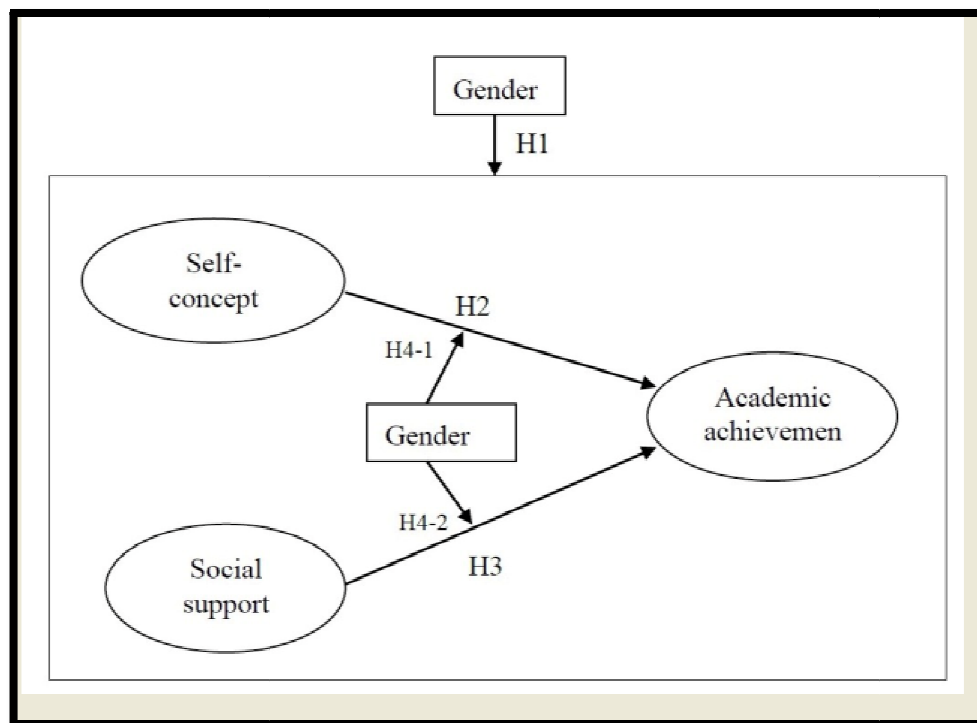 Gender
H1
Self-
concept
H2
H4-1
Gender
Academic
achievemen
H4-2
H3
Social
support